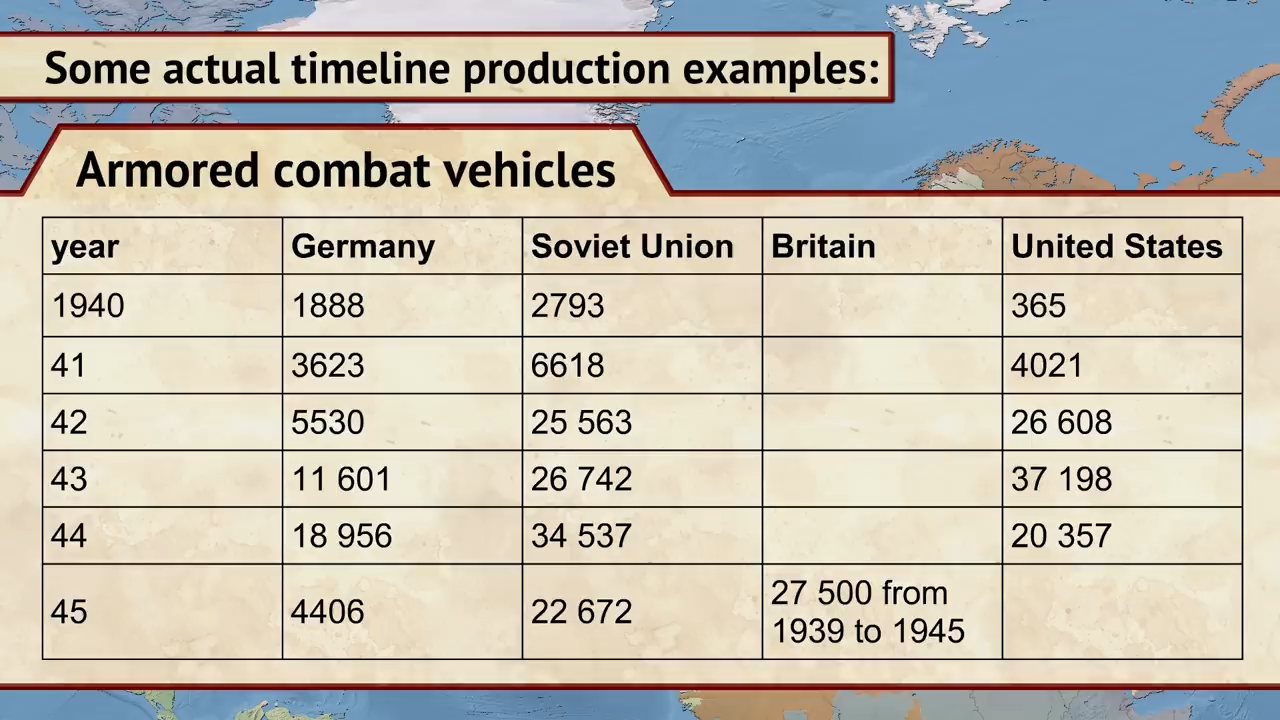 Some actual timeline production examples:
Armored combat vehicles
year Germany Soviet Union Britain United States
1940 1888 2793 365
41 3623 6618 4021
42 5530 25 563 26 608
43 11 601 26 742 37 198
44 18 956 34 537 20 357
45 4406 22 672 27 500 from
1939 to 1945